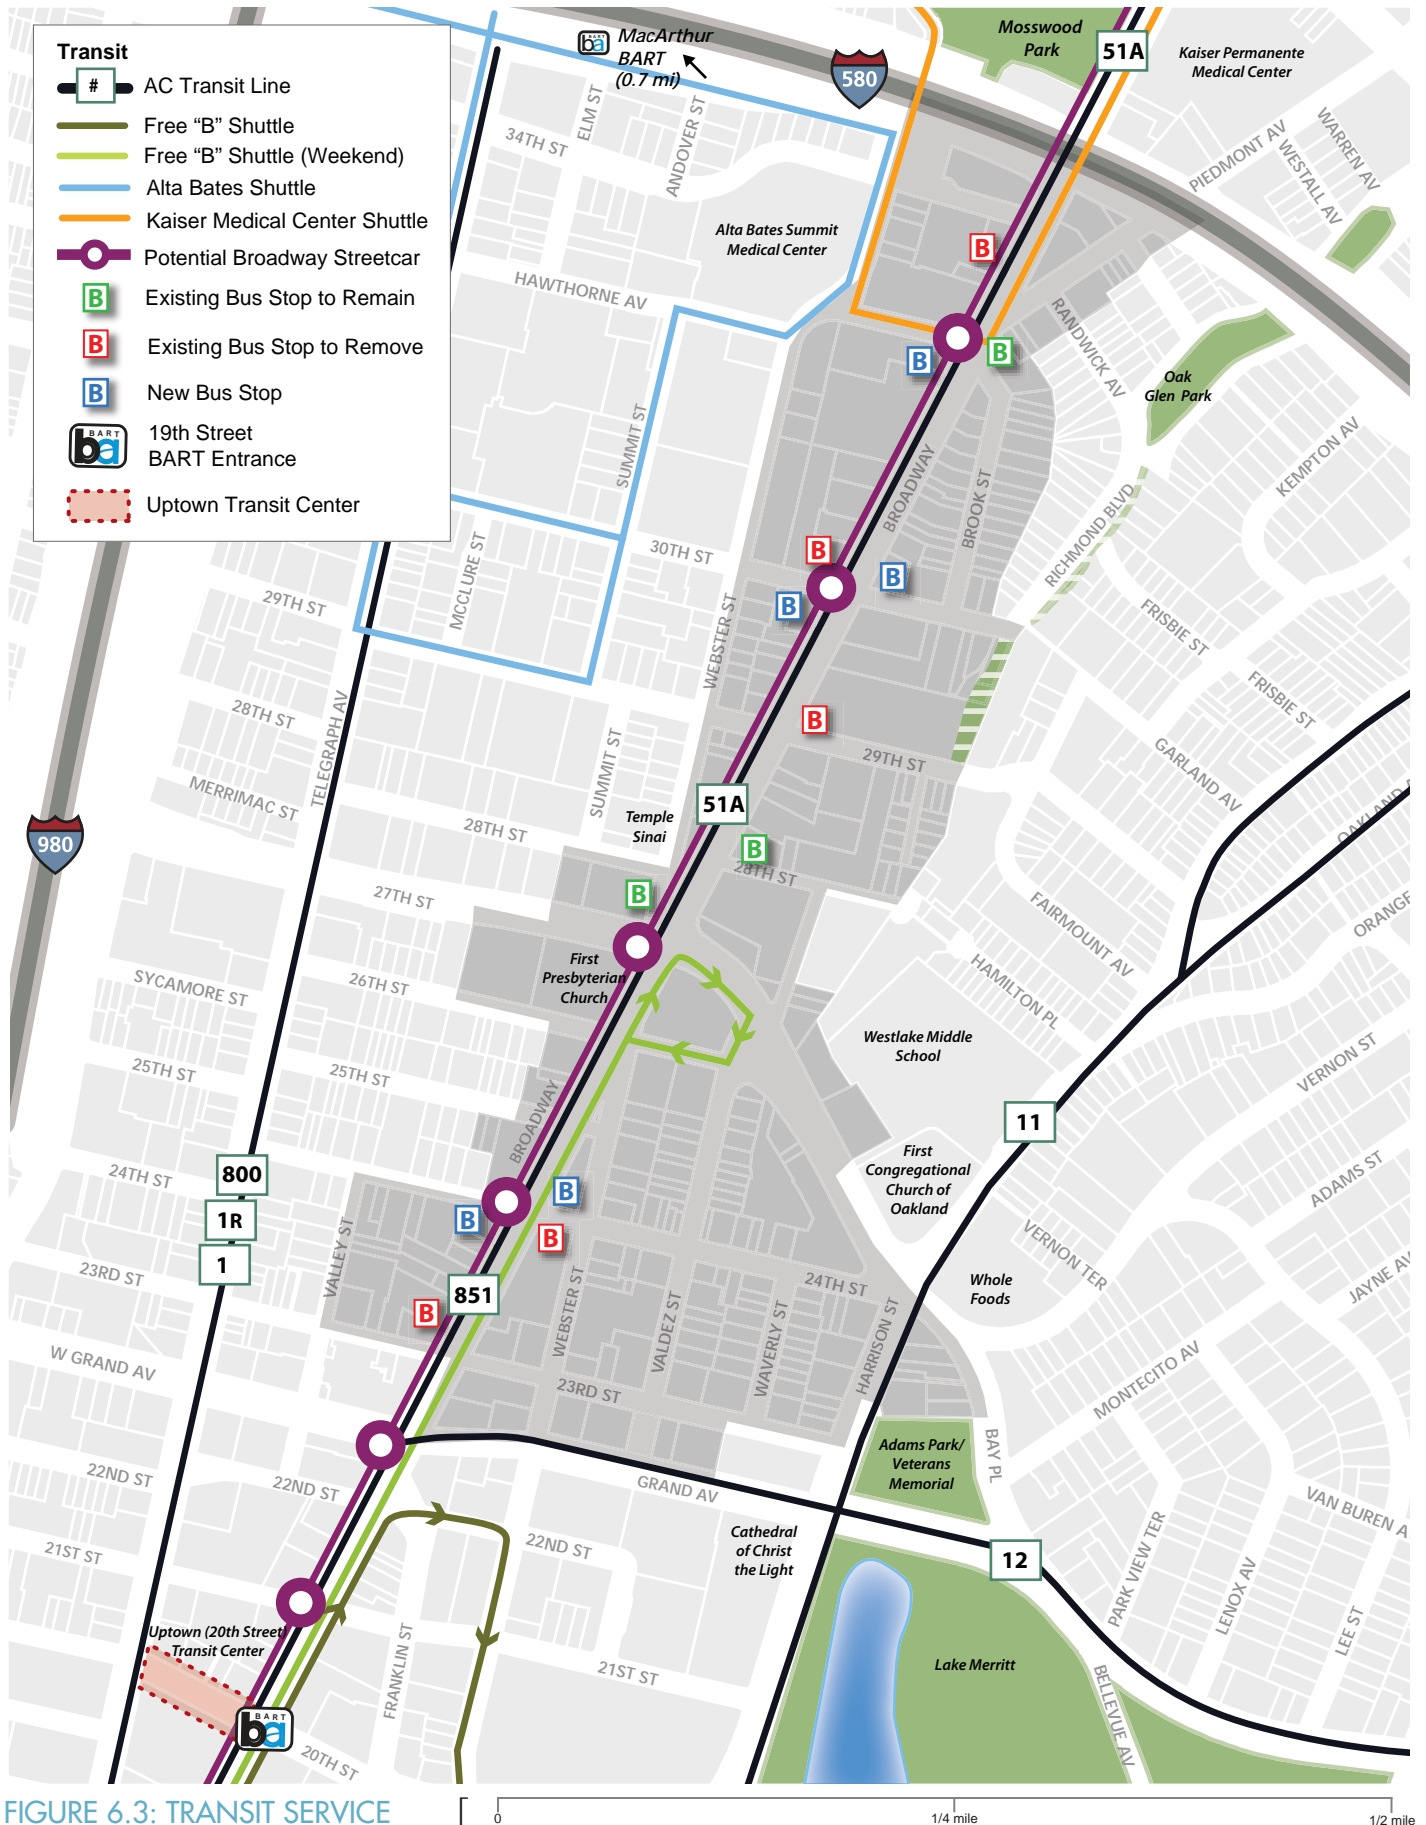 Transit
# AC Transit Line
Free “B” Shuttle
Free “B” Shuttle (Weekend)
Alta Bates Shuttle
Kaiser Medical Center Shuttle
Potential Broadway Streetcar
B Existing Bus Stop to Remain
B Existing Bus Stop to Remove
B New Bus Stop
BART
ba
19th Street
BART Entrance
Uptown Transit Center
BART
ba
MacArthur
BART
(0.7 mi)
580
Mosswood
Park
51A
Kaiser Permanente
Medical Center
ELM ST
34TH ST
ANDOVER ST
PIEDMONT AV
WARREN AV
WESTALL AV
Alta Bates Summit
Medical Center
B
HAWTHORNE AV
RANDWICK AV
B
B
Oak
Glen Park
SUMMIT ST
BROADWAY
BROOK ST
KEMPTON AV
RICHMOND BLVD
30TH ST
MCCLURE ST
B
B
B
29TH ST
WEBSTER ST
FRISBIE ST
FRISBIE ST
28TH ST
TELEGRAPH AV
SUMMIT ST
B
29TH ST
GARLAND AV
OAKLAND A
MERRIMAC ST
28TH ST
Temple
Sinai
51A
980
B
28TH ST
27TH ST
B
FAIRMOUNT AV
ORANGE
First
Presbyterian
Church
HAMILTON PL
SYCAMORE ST
26TH ST
Westlake Middle
School
VERNON ST
25TH ST
25TH ST
BROADWAY
11
First
Congregational
Church of
Oakland
ADAMS ST
24TH ST
800
1R
1
B
B
B
VALLEY ST
VERNON TER
23RD ST
851
B
24TH ST
Whole
Foods
JAYNE AV
WEBSTER ST
VALDEZ ST
WAVERLY ST
HARRISON ST
W GRAND AV
23RD ST
MONTECITO AV
Adams Park/
Veterans
Memorial
BAY PL
22ND ST
22ND ST
GRAND AV
VAN BUREN A
21ST ST
22ND ST
Cathedral
of Christ
the Light
12
PARK VIEW TER
LENOX AV
LEE ST
Uptown (20th Street)
Transit Center
FRANKLIN ST
21ST ST
Lake Merritt
BELLEVUE AV
BART
ba
20TH ST
FIGURE 6.3: TRANSIT SERVICE
0
1/4 mile
1/2 mile